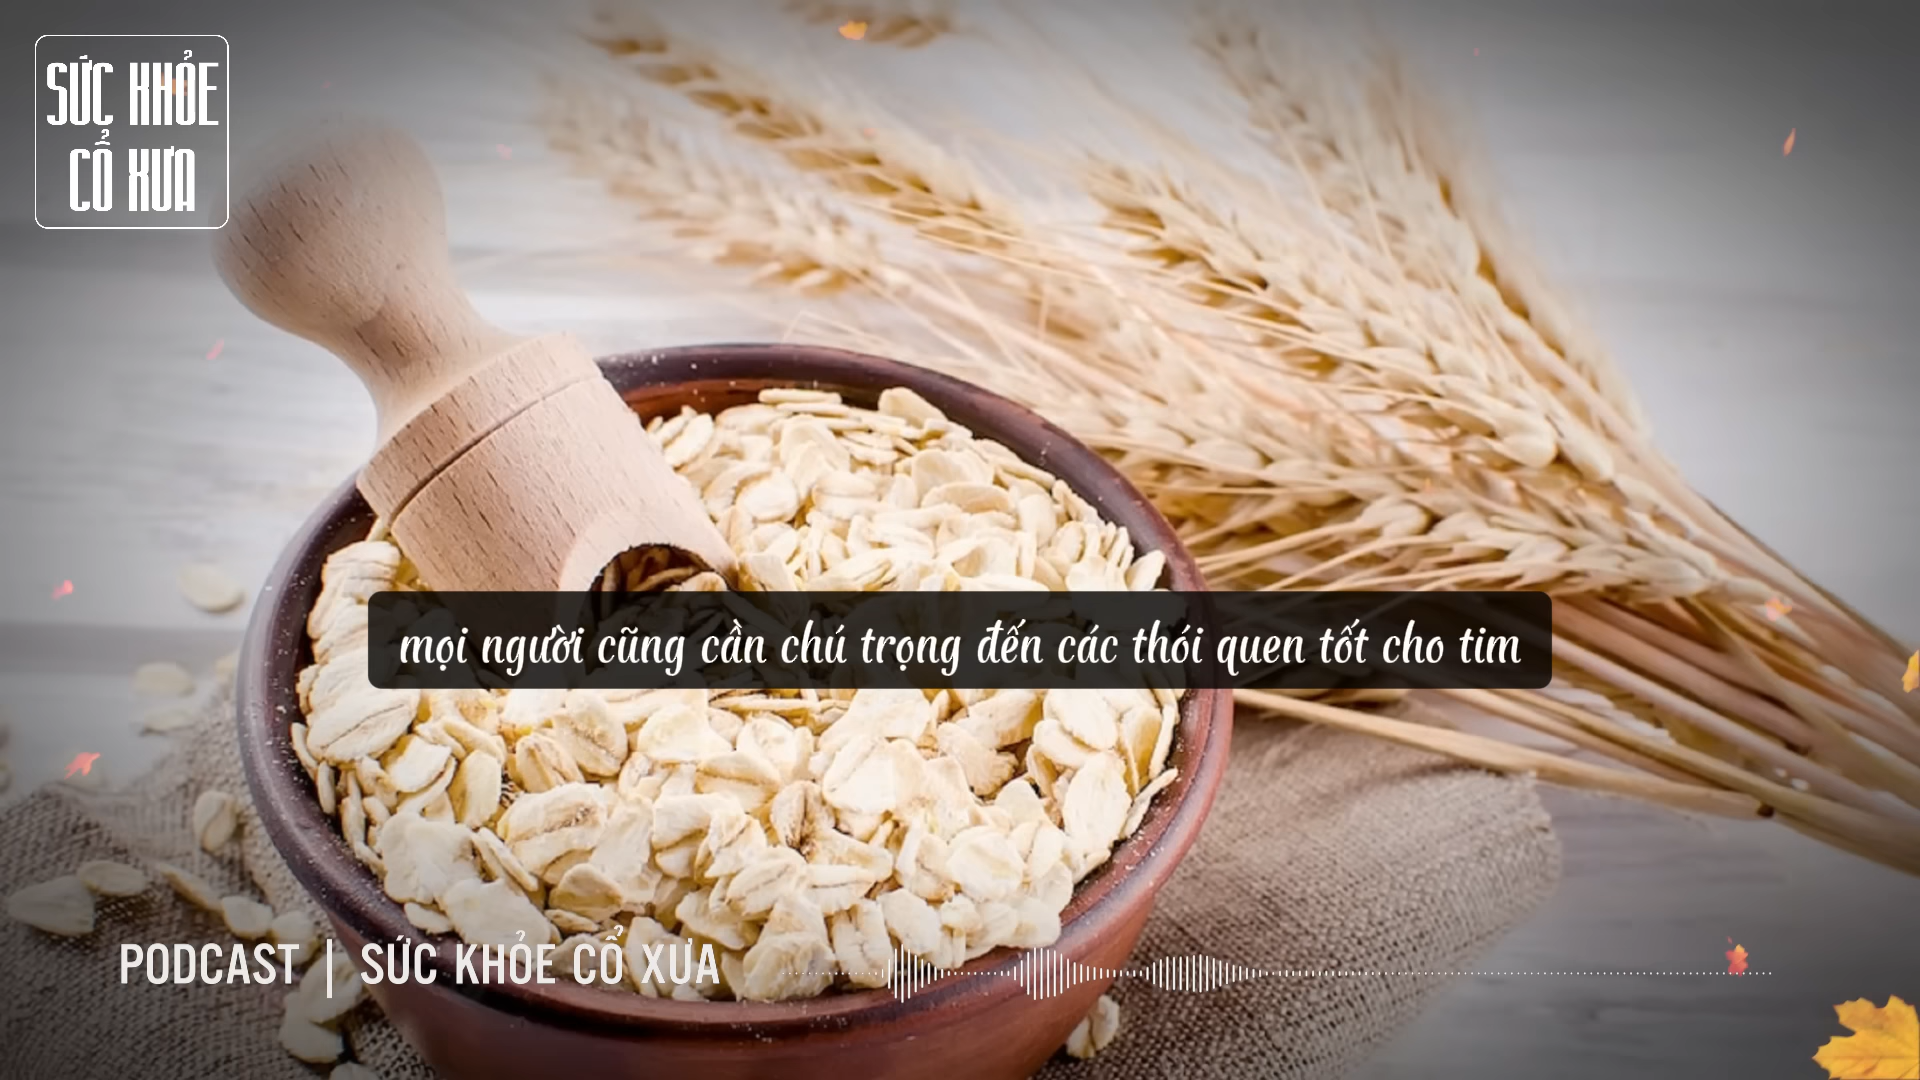 SỨC KHỎE
CỔ XƯA
mọi người cũng cần chú trọng đến các thói quen tốt cho tim
PODCAST | SỨC KHỎE CỔ XƯA